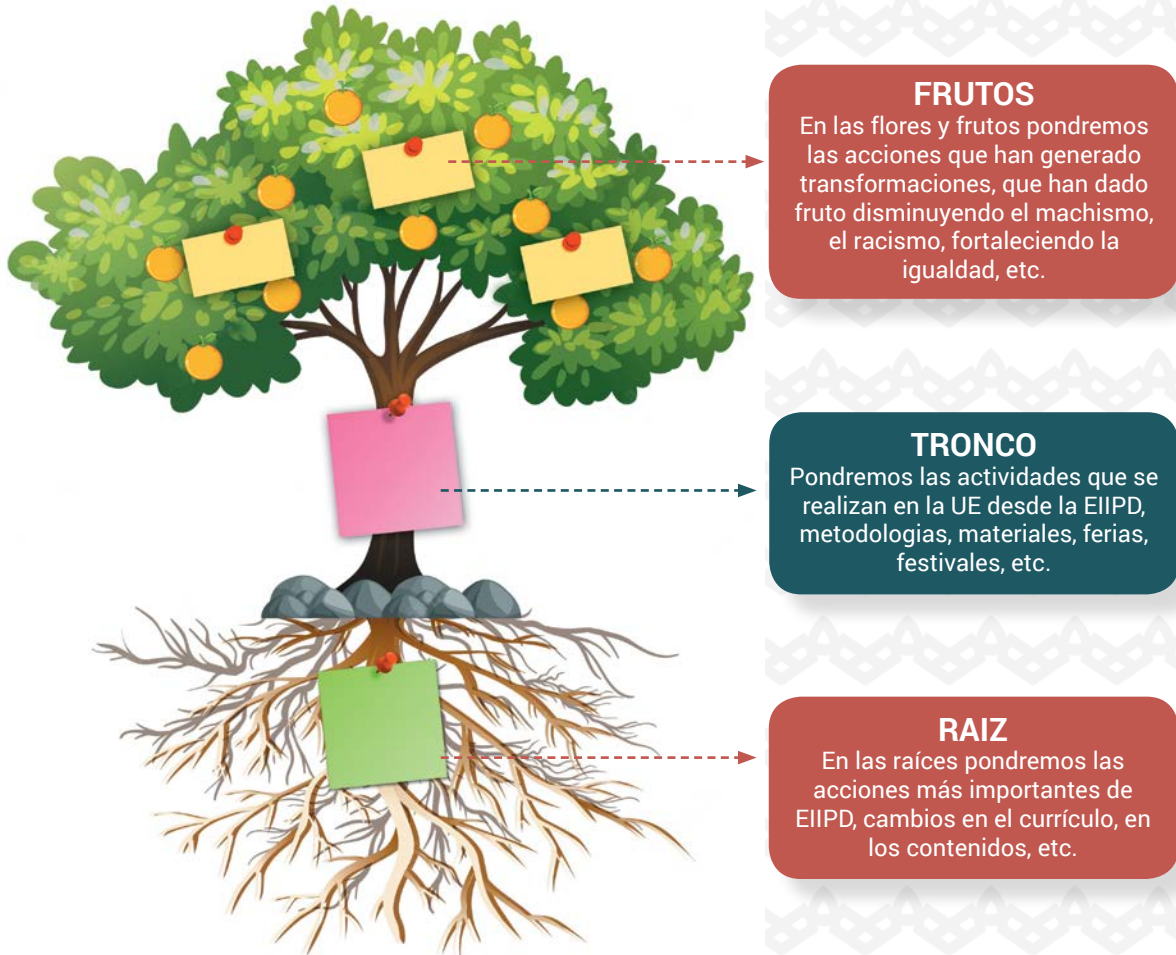 FRUTOS
En las flores y frutos pondremos
las acciones que han generado
transformaciones, que han dado
fruto disminuyendo el machismo,
el racismo, fortaleciendo la
igualdad, etc.
TRONCO
Pondremos las actividades que se
realizan en la UE desde la EIIPD,
metodologias, materiales, ferias,
festivales, etc.
RAIZ
En las raíces pondremos las
acciones más importantes de
EIIPD, cambios en el currículo, en
los contenidos, etc.